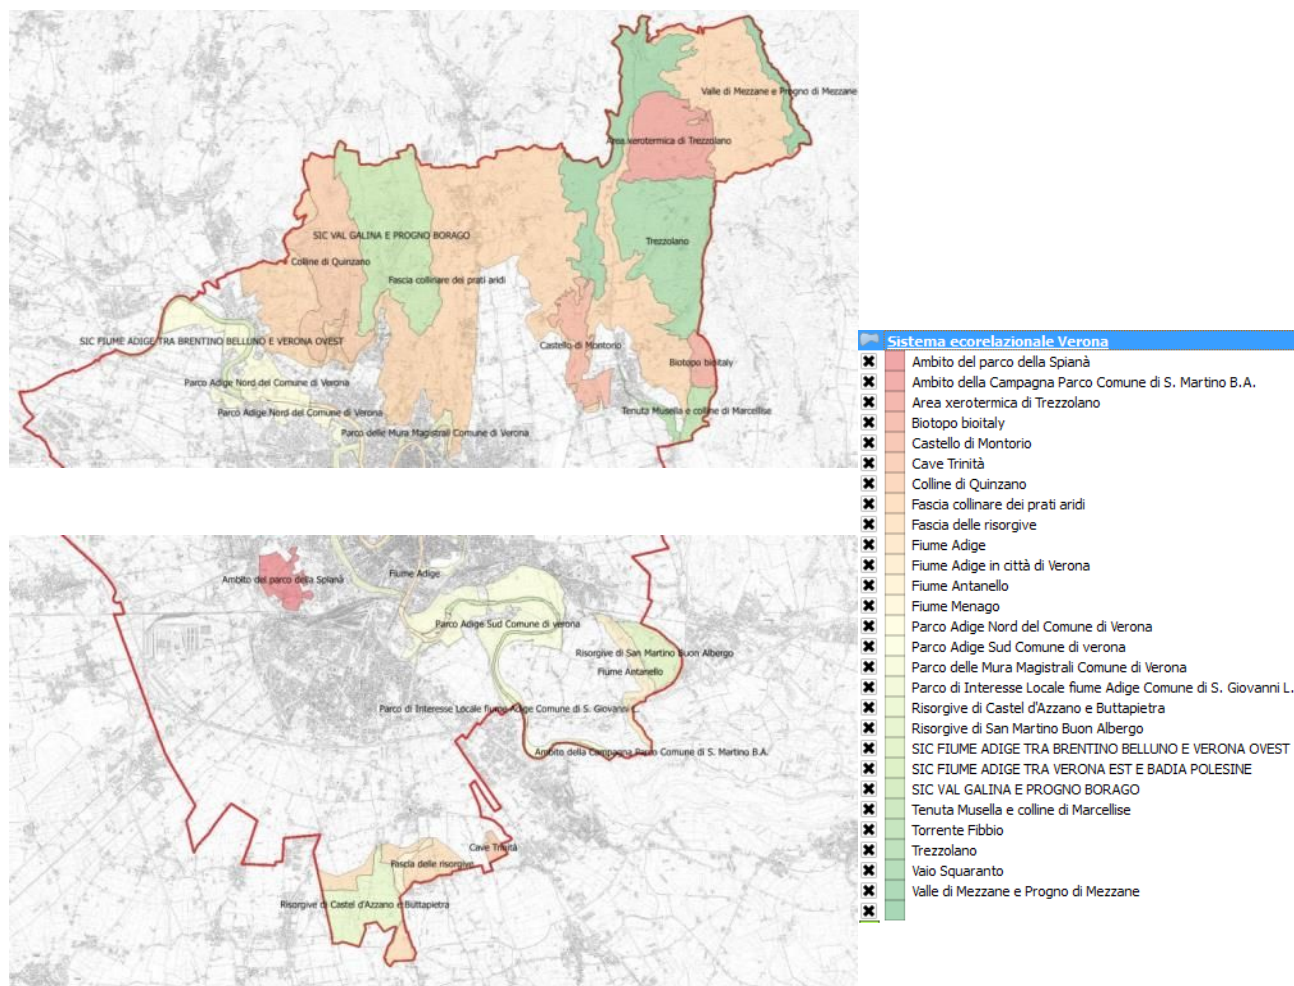 Valle di Mezzane e Progno di Mezzane
Area xerotermica di Trezzolano
SIC VAL GALINA E PROGNO BORAGO
Trezzolano
Colline di Quinzano
Fascia collinare dei prati aridi
SIC FIUME ADIGE TRA BRENTINO BELLUNO E VERONA OVEST
Castello di Montorio
Biotopo bioitaly
Parco Adige Nord del Comune di Verona
Parco Adige Nord del Comune di Verona
Tenuta Musella e colline di Marcellise
Parco delle Mura Magistrali Comune di Verona
Ambito del parco della Spianà
Fiume Adige
Parco Adige Sud Comune di verona
Risorgive di San Martino Buon Albergo
Fiume Antanello
Parco di Interesse Locale fiume Adige Comune di S. Giovanni L.
Ambito della Campagna Parco Comune di S. Martino B.A.
Cave Trinità
Fascia delle risorgive
Risorgive di Castel d'Azzano e Buttapietra
Sistema ecorelazionale Verona
Ambito del parco della Spianà
Ambito della Campagna Parco Comune di S. Martino B.A.
Area xerotermica di Trezzolano
Biotopo bioitaly
Castello di Montorio
Cave Trinità
Colline di Quinzano
Fascia collinare dei prati aridi
Fascia delle risorgive
Fiume Adige
Fiume Adige in città di Verona
Fiume Antanello
Fiume Menago
Parco Adige Nord del Comune di Verona
Parco Adige Sud Comune di verona
Parco delle Mura Magistrali Comune di Verona
Parco di Interesse Locale fiume Adige Comune di S. Giovanni L.
Risorgive di Castel d'Azzano e Buttapietra
Risorgive di San Martino Buon Albergo
SIC FIUME ADIGE TRA BRENTINO BELLUNO E VERONA OVEST
SIC FIUME ADIGE TRA VERONA EST E BADIA POLESINE
SIC VAL GALINA E PROGNO BORAGO
Tenuta Musella e colline di Marcellise
Torrente Fibbio
Trezzolano
Vaio Squaranto
Valle di Mezzane e Progno di Mezzane